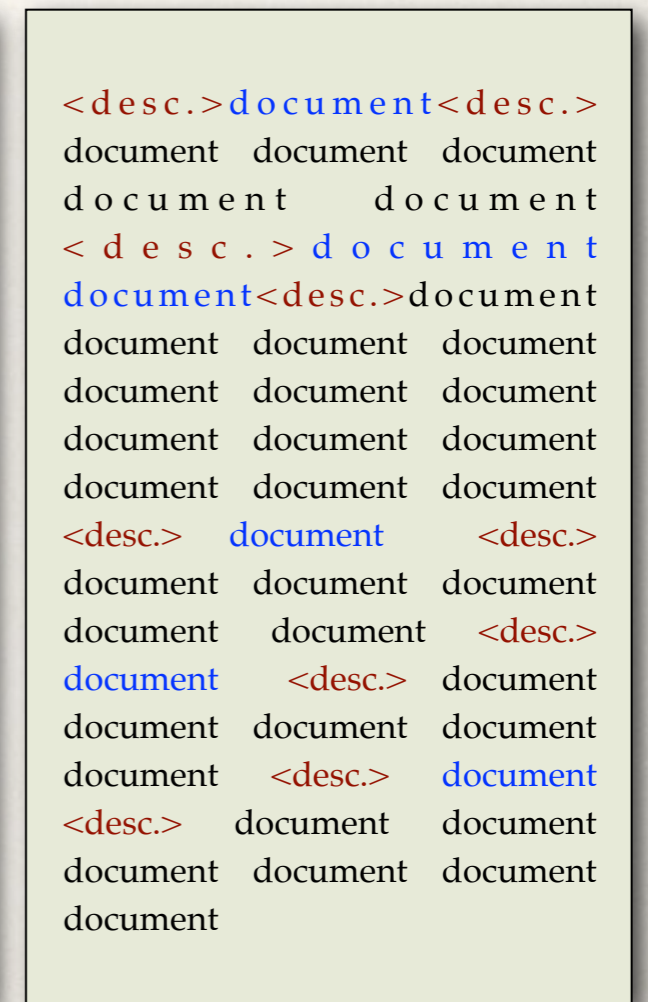 <desc.>document<desc.>
document document document
document document
<desc.>document
document<desc.>document
document document document
document document document
document document document
document document document
<desc.> document <desc.>
document document document
document document <desc.>
document <desc.> document
document document document
document <desc.> document
<desc.> document document
document document document
document